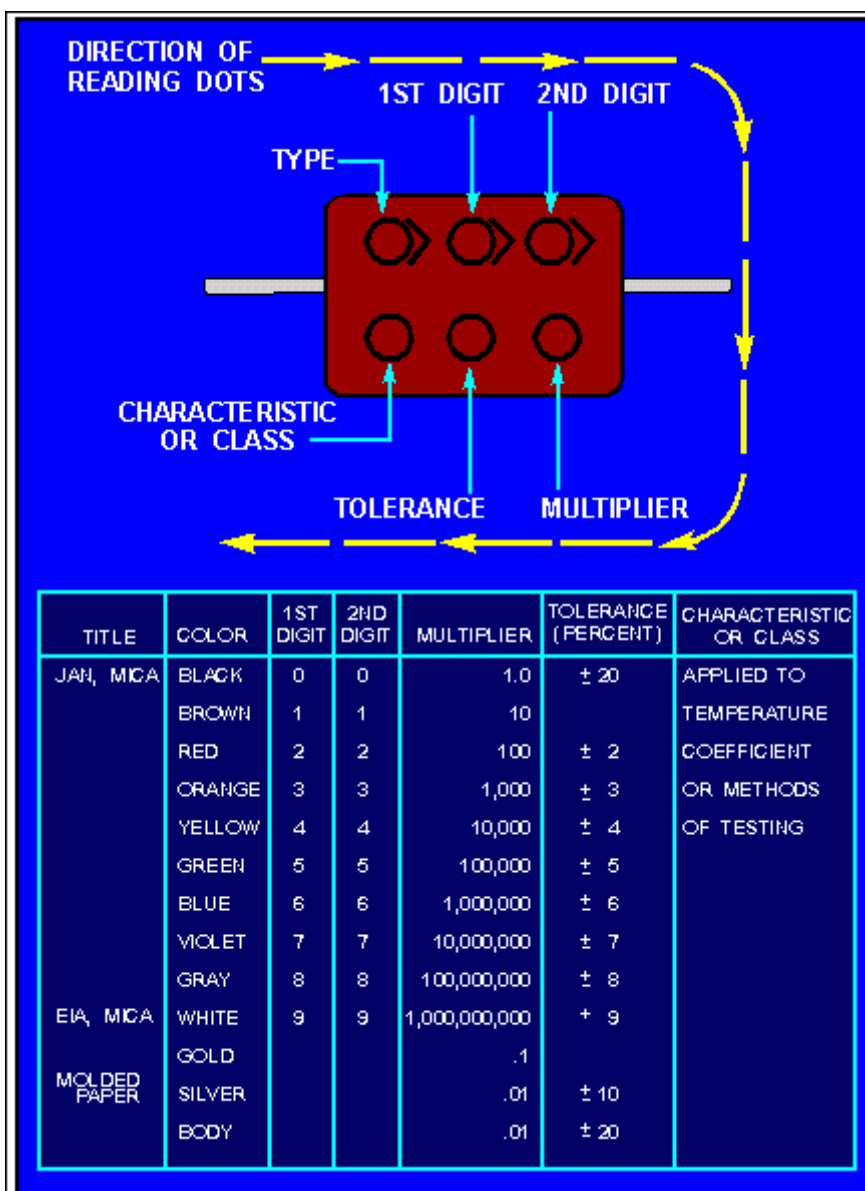 DIRECTION OF
READING DOTS
1ST DIGIT 2ND DIGIT
TYPE
CHARACTERISTIC
OR CLASS
TOLERANCE MULTIPLIER
TITLE COLOR 1ST DIGIT 2ND DIGIT MULTIPLIER TOLERANCE (PERCENT) CHARACTERISTIC OR CLASS
JAN, MICA BLACK 0 0 1.0 ± 20 APPLIED TO
BROWN 1 1 10 TEMPERATURE
RED 2 2 100 ± 2 COEFFICIENT
ORANGE 3 3 1,000 ± 3 OR METHODS
YELLOW 4 4 10,000 ± 4 OF TESTING
GREEN 5 5 100,000 ± 5
BLUE 6 6 1,000,000 ± 6
VIOLET 7 7 10,000,000 ± 7
GRAY 8 8 100,000,000 ± 8
EIA, MICA WHITE 9 9 1,000,000,000 + 9
GOLD .1
MOLDED PAPER SILVER .01 ± 10
BODY .01 ± 20